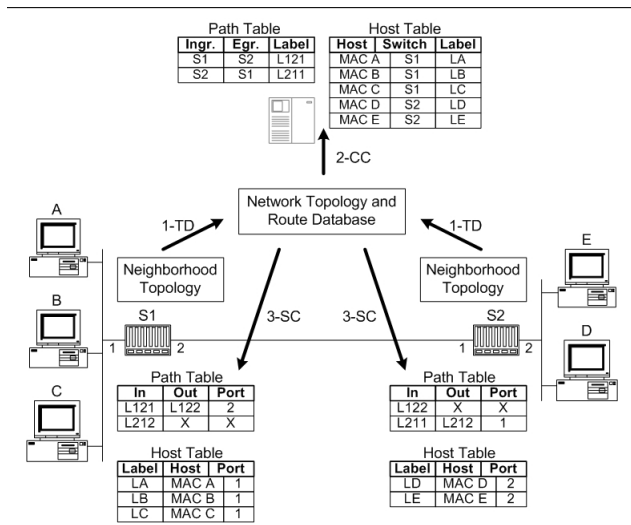 Path Table
Ingr. Egr. Label
S1 S2 L121
S2 S1 L211
Host Table
Host Switch Label
MAC A S1 LA
MAC B S1 LB
MAC C S1 LC
MAC D S2 LD
MAC E S2 LE
2-CC
Network Topology and
Route Database
1-TD
1-TD
A
B
C
E
D
Neighborhood
Topology
Neighborhood
Topology
S1
1 2
3-SC
3-SC
S2
1 2
Path Table
In Out Port
L121 L122 2
L212 X X
Host Table
Label Host Port
LA MAC A 1
LB MAC B 1
LC MAC C 1
Path Table
In Out Port
L122 X X
L211 L212 1
Host Table
Label Host Port
LD MAC D 2
LE MAC E 2